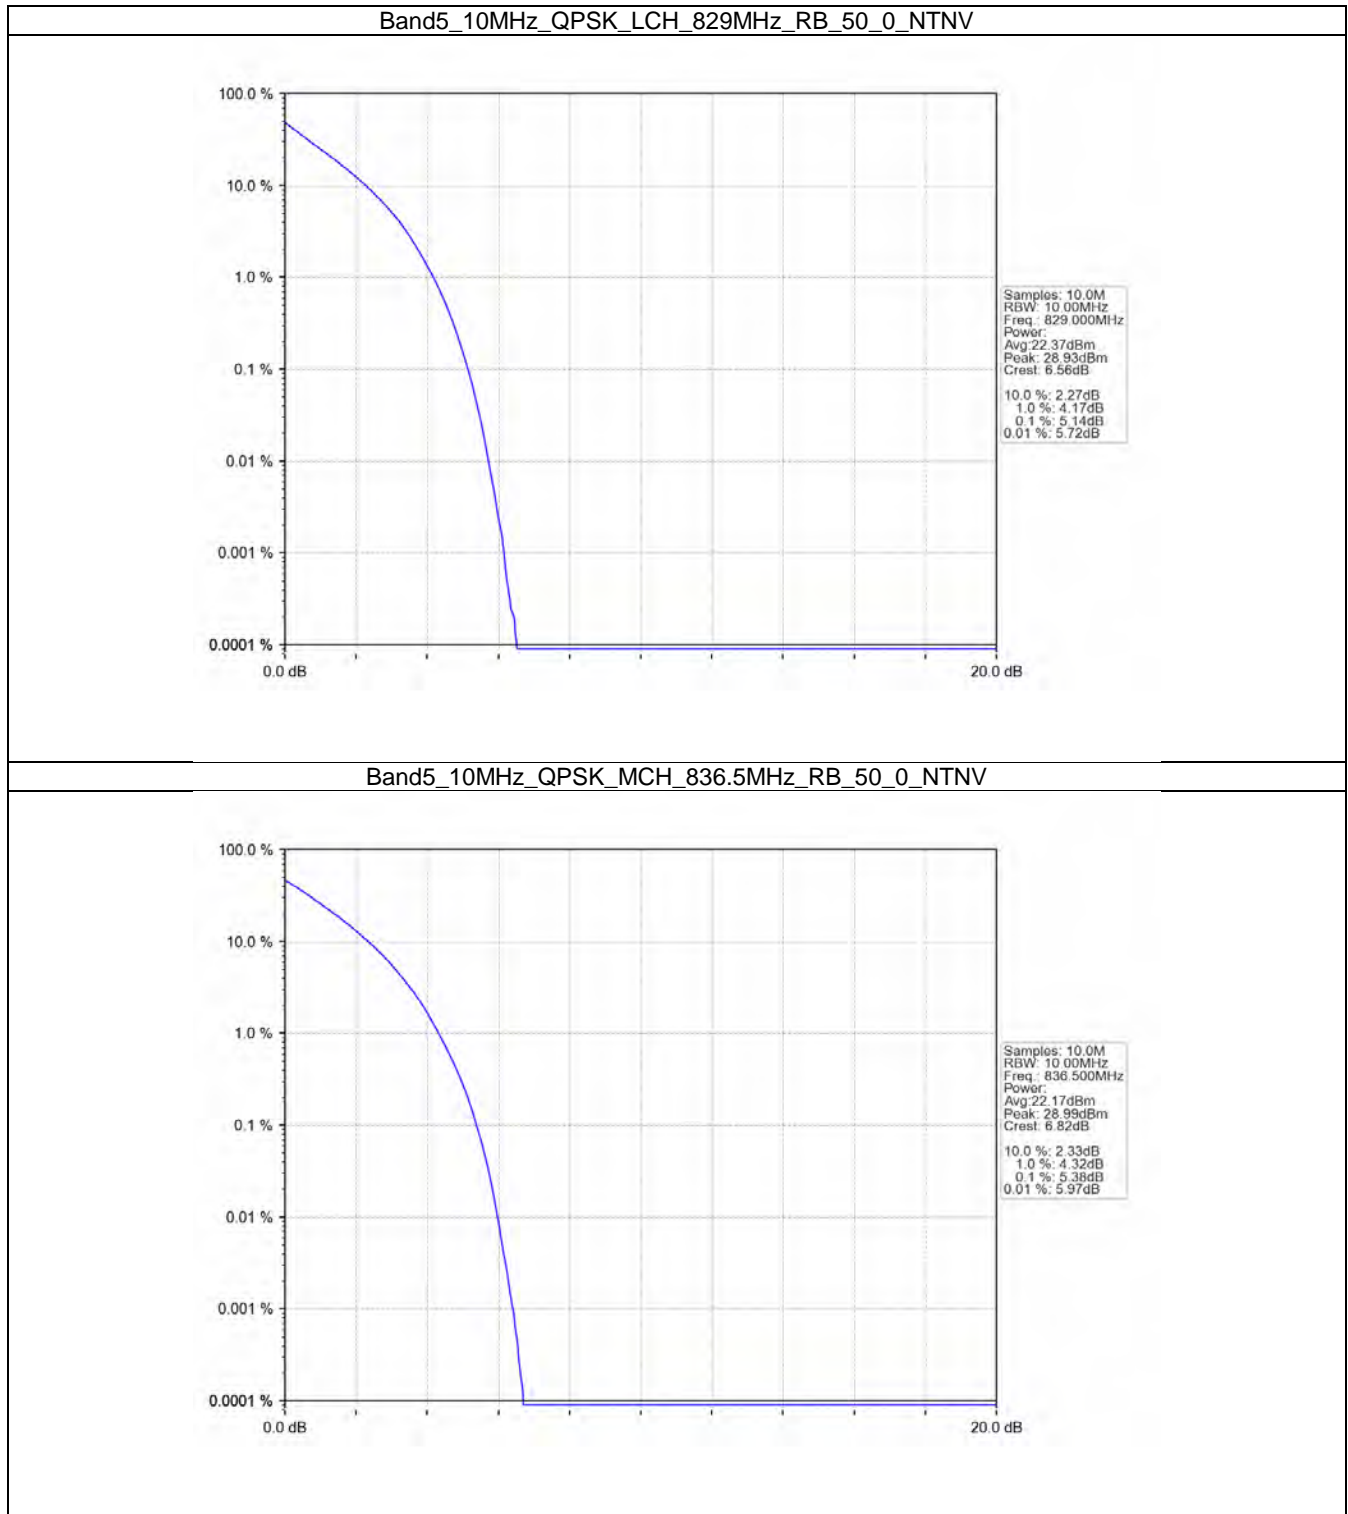 Band5_10MHz_QPSK_LCH_829MHz_RB_50_0_NTNV
100.0 %
10.0 %
1.0 %
0.1 %
0.01 %
0.001 %
0.0001 %
0.0 dB
20.0 dB
Samples: 10.0M
RBW: 10.00MHz
Freq.: 829.000MHz
Power:
Avg:22.37dBm
Peak: 28.93dBm
Crest: 6.56dB
10.0 %: 2.27dB
1.0 %: 4.17dB
0.1 %: 5.14dB
0.01 %: 5.72dB
Band5_10MHz_QPSK_MCH_836.5MHz_RB_50_0_NTNV
100.0 %
10.0 %
1.0 %
0.1 %
0.01 %
0.001 %
0.0001 %
0.0 dB
20.0 dB
Samples: 10.0M
RBW: 10.00MHz
Freq.: 836.500MHz
Power:
Avg:22.17dBm
Peak: 28.99dBm
Crest: 6.82dB
10.0 %: 2.33dB
1.0 %: 4.32dB
0.1 %: 5.38dB
0.01 %: 5.97dB